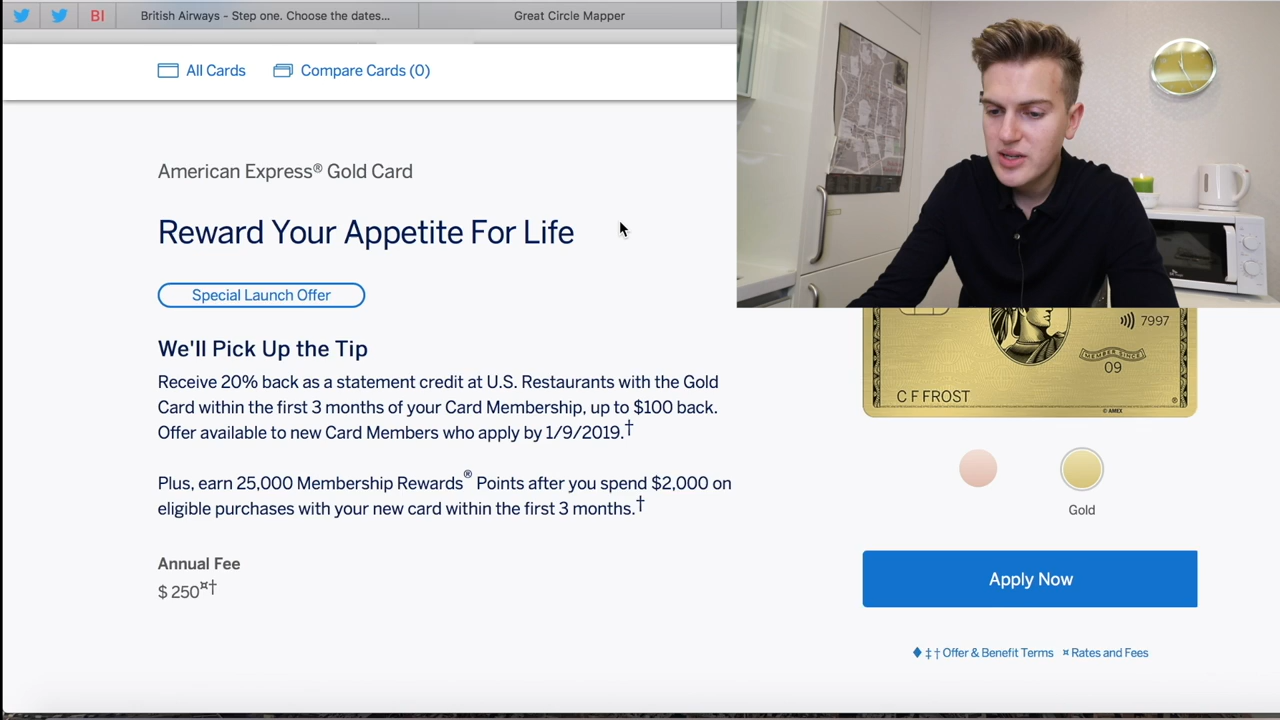 BI
British Airways - Step one. Choose the dates...
Great Circle Mapper
All Cards
Compare Cards (0)
American Express® Gold Card
Reward Your Appetite For Life
Special Launch Offer
We'll Pick Up the Tip
Receive 20% back as a statement credit at U.S. Restaurants with the Gold
Card within the first 3 months of your Card Membership, up to $100 back.
Offer available to new Card Members who apply by 1/9/2019.†
Plus, earn 25,000 Membership Rewards® Points after you spend $2,000 on
eligible purchases with your new card within the first 3 months.†
Annual Fee
$ 250¤†
7997
MEMBER SINCE
09
C F FROST
© AMEX
Gold
Apply Now
♦ ‡ † Offer & Benefit Terms ¤ Rates and Fees